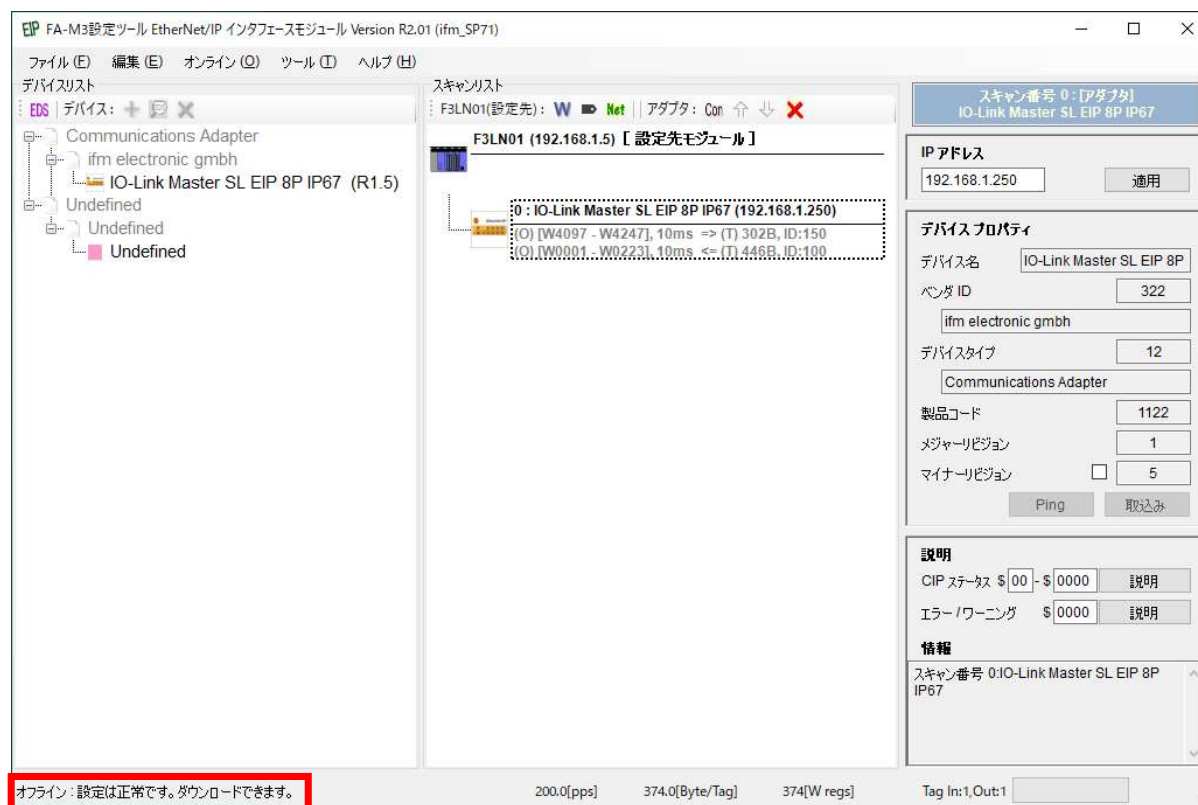 EIP FA-M3設定ツール EtherNet/IP インタフェースモジュール Version R2.01 (ifm_SP71)
ファイル(F) 編集(E) オンライン(O) ツール(T) ヘルプ(H)
デバイスリスト
EDS デバイス:
Communications Adapter
ifm electronic gmbh
IO-Link Master SL EIP 8P IP67 (R1.5)
Undefined
Undefined
Undefined
スキャンリスト
F3LN01(設定先): W Net アダプタ: Con
F3LN01 (192.168.1.5) [ 設定先モジュール ]
0 : IO-Link Master SL EIP 8P IP67 (192.168.1.250)
(O) [W4097 - W4247], 10ms => (T) 302B, ID:150
(O) [W0001 - W0223], 10ms <= (T) 446B, ID:100
スキャン番号 0 : [アダプタ]
IO-Link Master SL EIP 8P IP67
IP アドレス
192.168.1.250 適用
デバイス プロパティ
デバイス名 IO-Link Master SL EIP 8P
ベンダ ID 322
ifm electronic gmbh
デバイスタイプ 12
Communications Adapter
製品コード 1122
メジャーリビジョン 1
マイナーリビジョン 5
Ping 取込み
説明
CIP ステータス $ 00 - $ 0000 説明
エラー / ワーニング $ 0000 説明
情報
スキャン番号 0:IO-Link Master SL EIP 8P
IP67
オフライン : 設定は正常です。ダウンロードできます。 200.0[pps] 374.0[Byte/Tag] 374[W regs] Tag In:1,Out:1